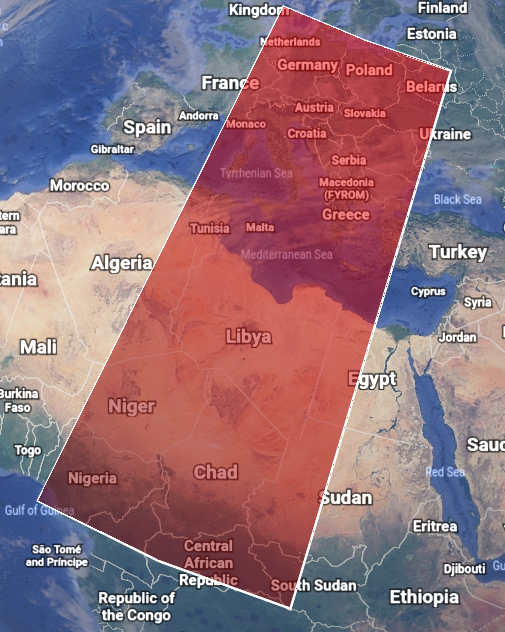 Kingdom
Finland
Estonia
Netherlands
Germany
Poland
France
Belarus
Austria
Slovakia
Andorra
Monaco
Spain
Croatia
Ukraine
Gibraltar
Serbia
Tyrrhenian Sea
Morocco
Macedonia
(FYROM)
Black Sea
Greece
tern
ara
Tunisia
Malta
Turkey
Mediterranean Sea
Algeria
tania
Cyprus
Syria
Libya
Jordan
Mali
Egypt
Burkina
Faso
Niger
Togo
Sauc
Nigeria
Chad
Red Sea
Sudan
Gulf of Guinea
Eritrea
São Tomé
and Príncipe
Central
African
Republic
Djibouti
Gu
South Sudan
Republic of
the Congo
Ethiopia